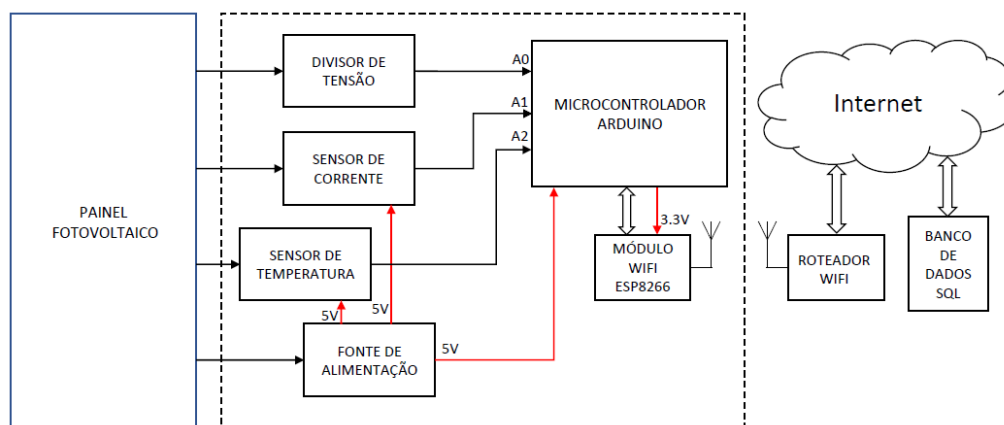 PAINEL
FOTOVOLTAICO
DIVISOR DE
TENSÃO
SENSOR DE
CORRENTE
SENSOR DE
TEMPERATURA
5V
5V
FONTE DE
ALIMENTAÇÃO
5V
A0
A1
A2
MICROCONTROLADOR
ARDUINO
3.3V
MÓDULO
WIFI
ESP8266
Internet
ROTEADOR
WIFI
BANCO
DE
DADOS
SQL